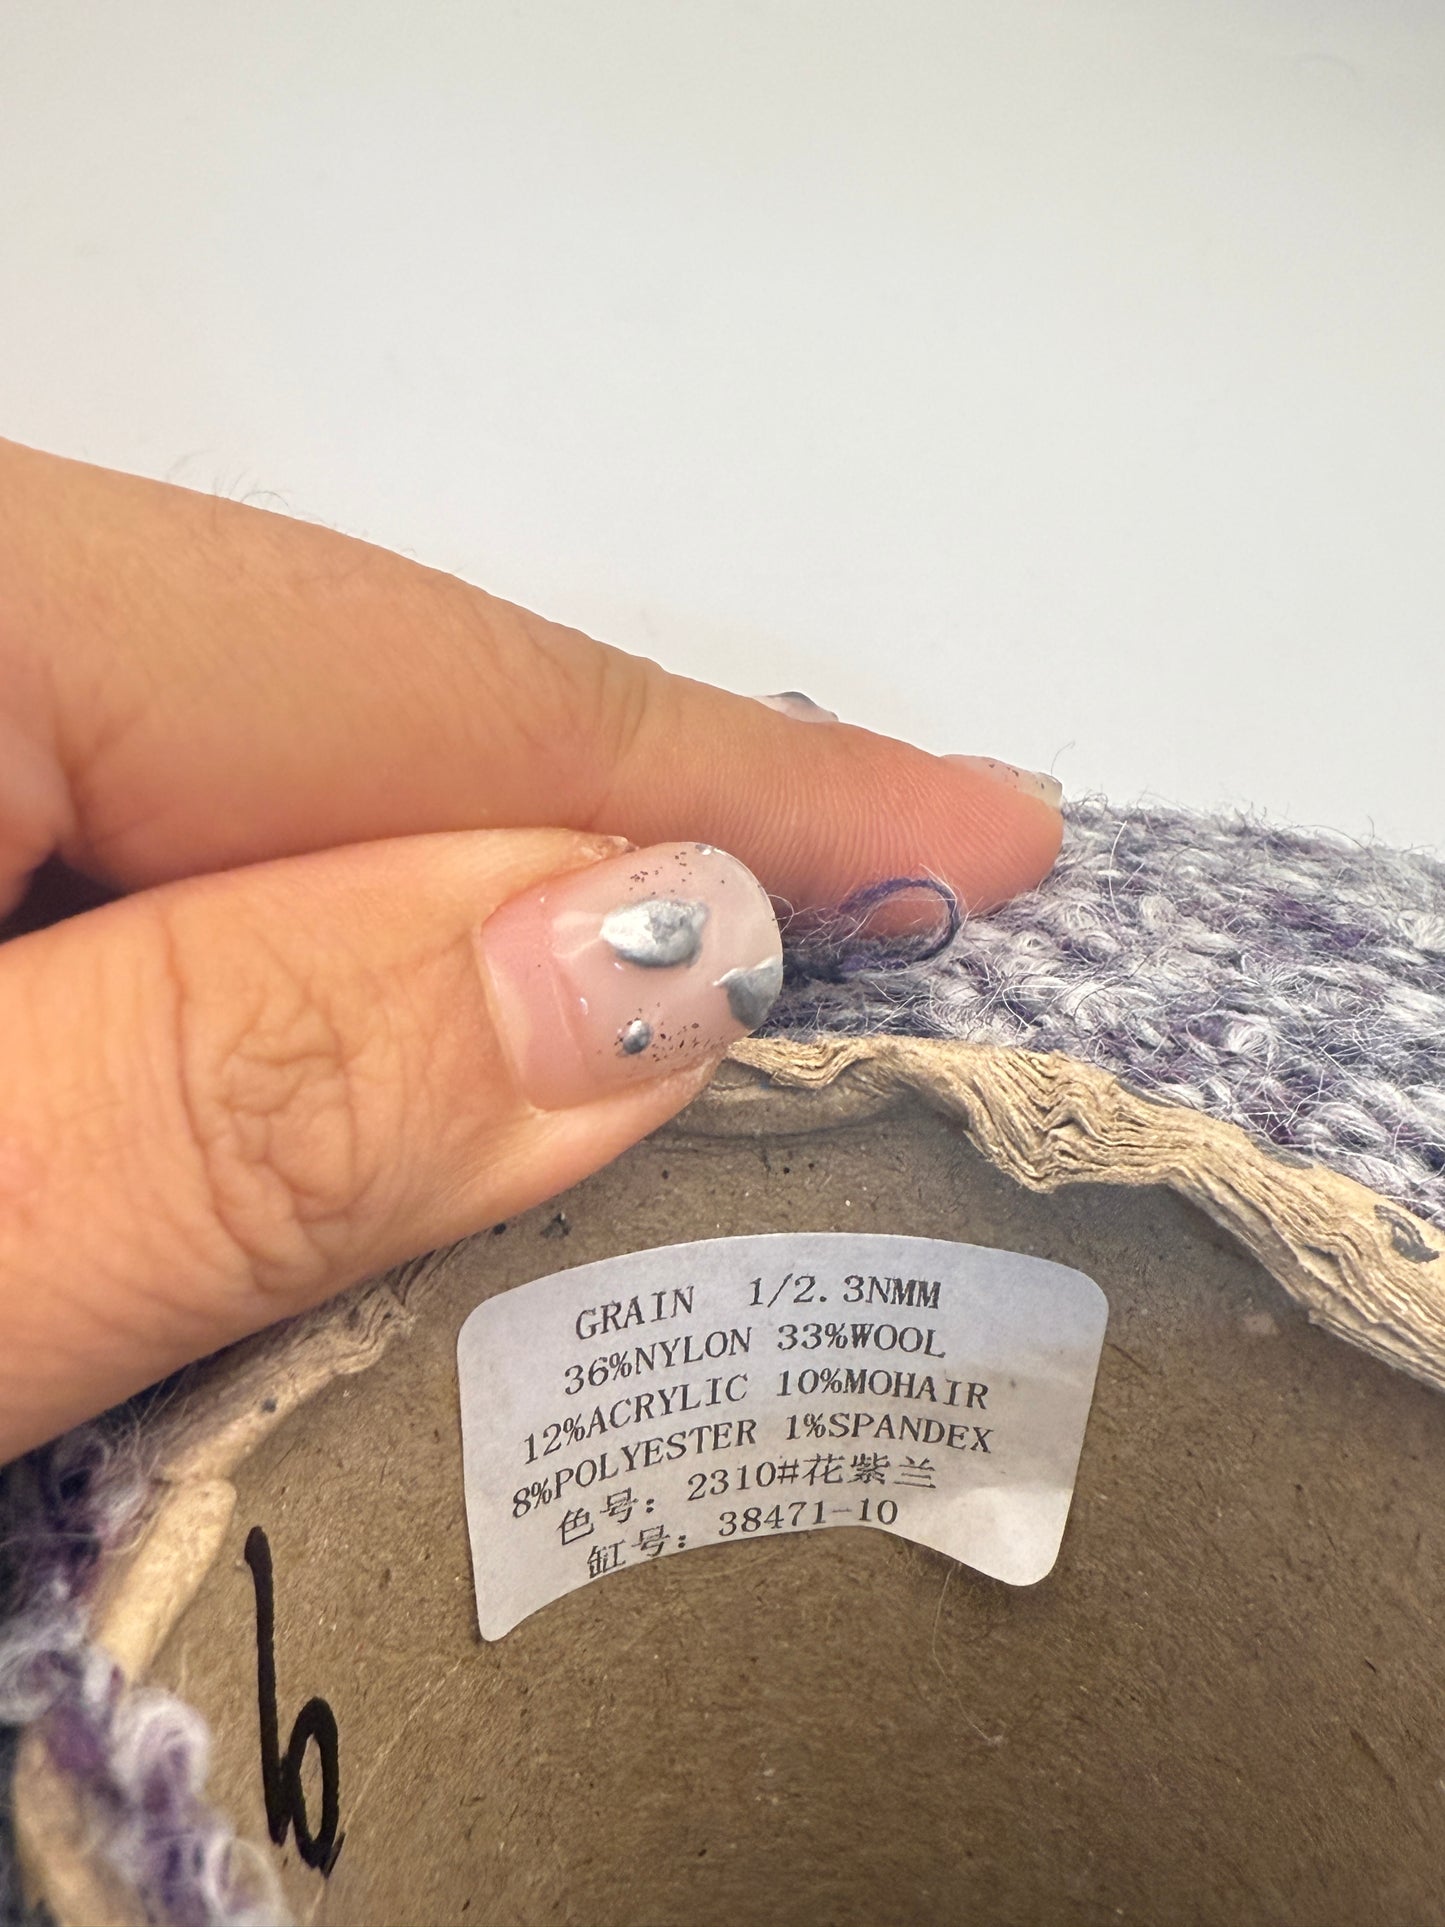 GRAIN 1/2.3NMM
36%NYLON 33%WOOL
12%ACRYLIC 10%MOHAIR
8%POLYESTER 1%SPANDEX
色号: 2310#花紫兰
缸号: 38471-10